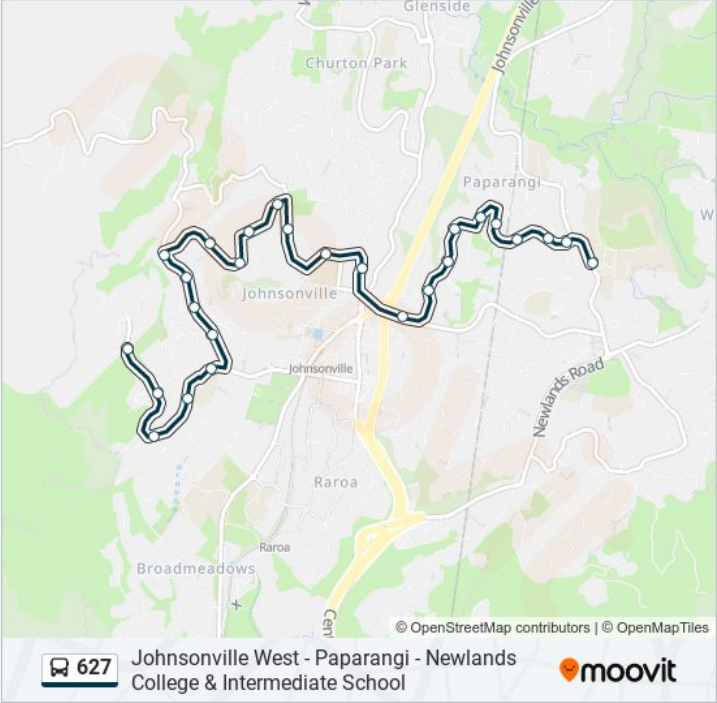 Glenside
Johnsonville
Churton Park
Paparangi
W
Johnsonville
Johnsonville
Newlands Road
Raroa
Raroa
Broadmeadows
Cent
© OpenStreetMap contributors | © OpenMapTiles
627
Johnsonville West - Paparangi - Newlands
College & Intermediate School
moovit